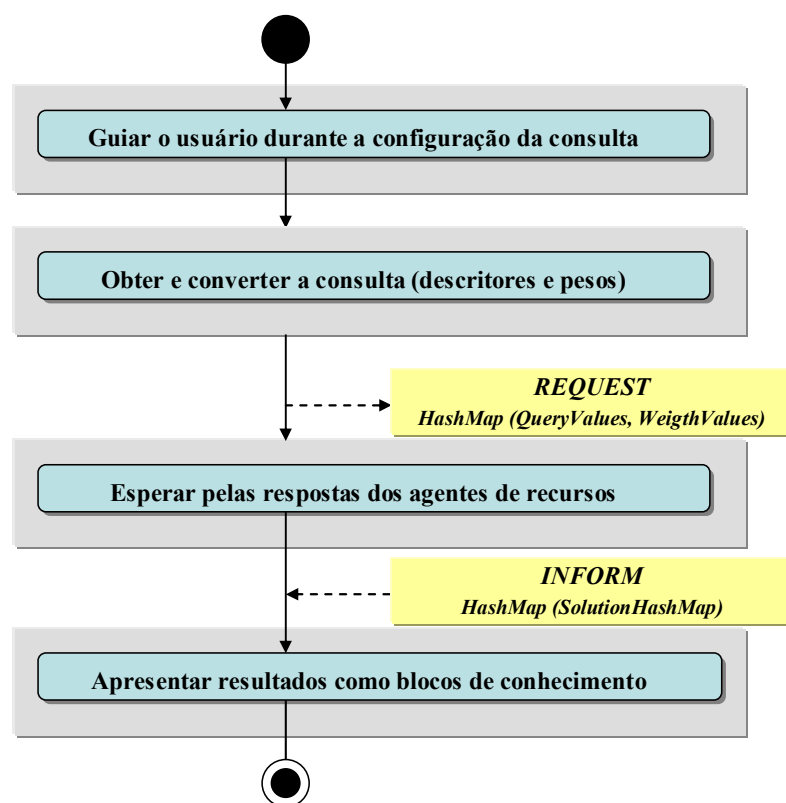 Guiar o usuário durante a configuração da consulta
Obter e converter a consulta (descritores e pesos)
REQUEST
HashMap (QueryValues, WeigthValues)
Esperar pelas respostas dos agentes de recursos
INFORM
HashMap (SolutionHashMap)
Apresentar resultados como blocos de conhecimento